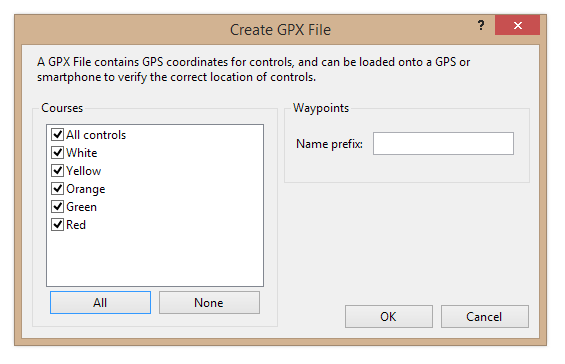 Create GPX File
?
×
A GPX File contains GPS coordinates for controls, and can be loaded onto a GPS or
smartphone to verify the correct location of controls.
Courses
All controls
White
Yellow
Orange
Green
Red
All
None
Waypoints
Name prefix:
OK
Cancel